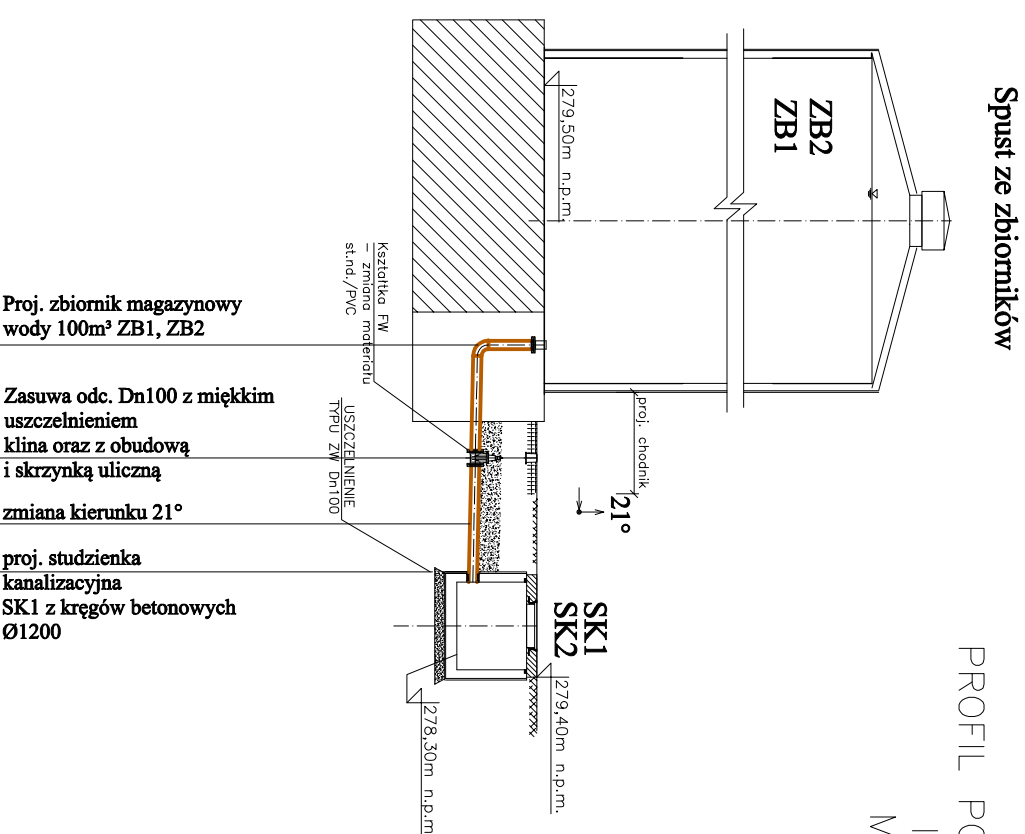 Spust ze zbiorników
ZB2
ZB1
279,50m n.p.m.
Kształtka FW
- zmiana materiału
st.nd./PVC
USZCZELNIENIE
TYPU ZW Dn100
proj. chodnik
21°
SK1
SK2
279,40m n.p.m.
278,30m n.p.m
PROFIL
Proj. zbiornik magazynowy
wody 100m³ ZB1, ZB2
Zasuwa odc. Dn100 z miękkim
uszczelnieniem
klina oraz z obudową
i skrzynką uliczną
zmiana kierunku 21°
proj. studzienka
kanalizacyjna
SK1 z kręgów betonowych
Ø1200